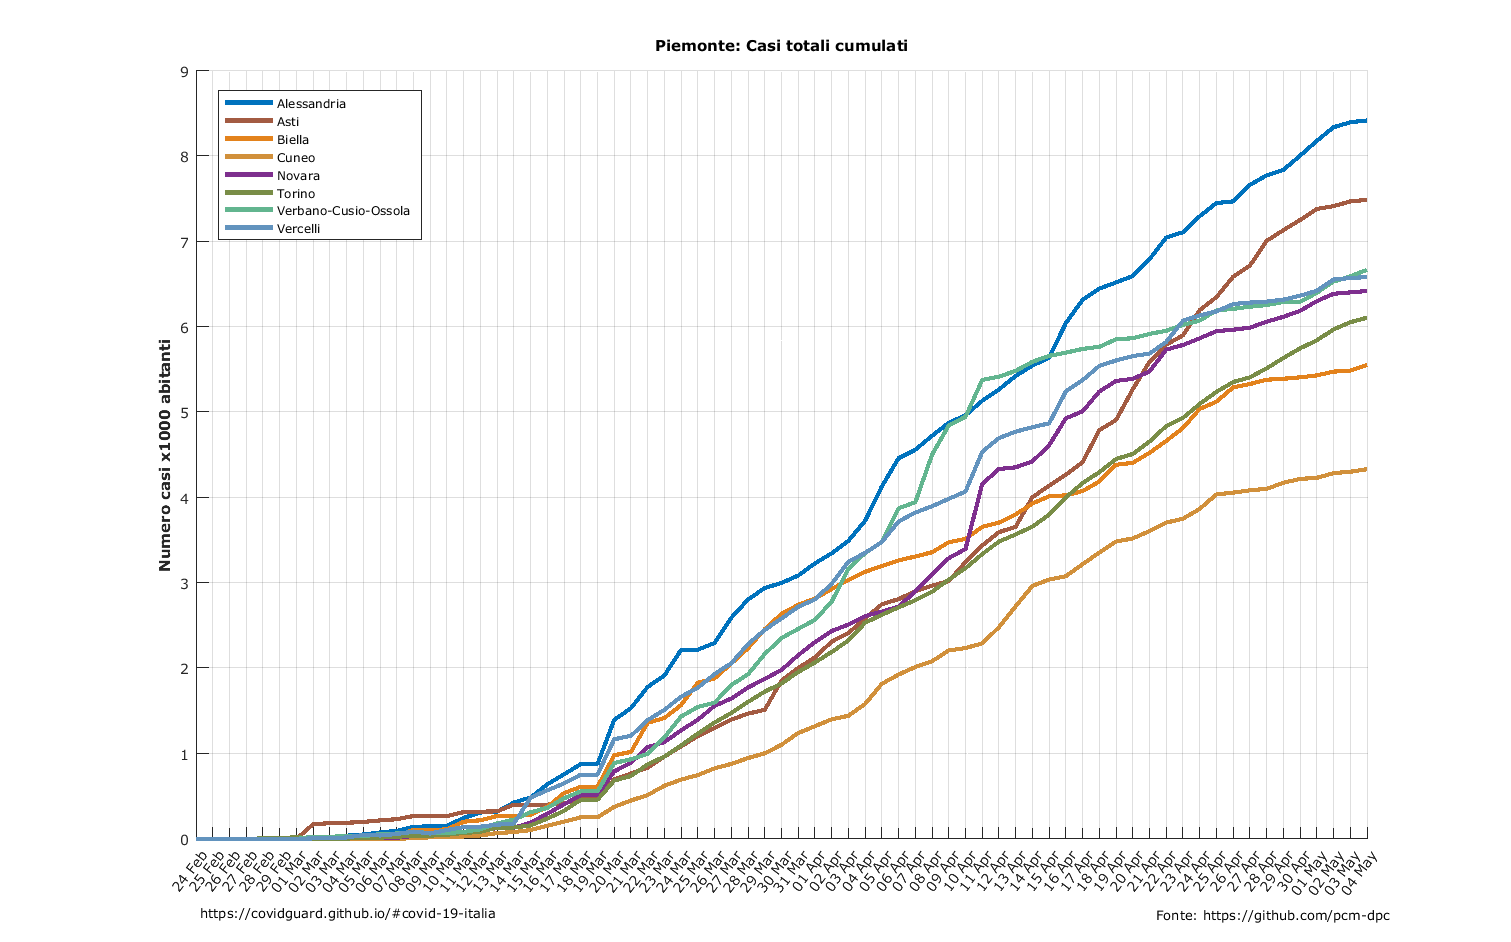 Piemonte: Casi totali cumulati
Numero casi x1000 abitanti
9
8
7
6
5
4
3
2
1
0
Alessandria
Asti
Biella
Cuneo
Novara
Torino
Verbano-Cusio-Ossola
Vercelli
24 Feb
25 Feb
26 Feb
27 Feb
28 Feb
29 Feb
01 Mar
02 Mar
03 Mar
04 Mar
05 Mar
06 Mar
07 Mar
08 Mar
09 Mar
10 Mar
11 Mar
12 Mar
13 Mar
14 Mar
15 Mar
16 Mar
17 Mar
18 Mar
19 Mar
20 Mar
21 Mar
22 Mar
23 Mar
24 Mar
25 Mar
26 Mar
27 Mar
28 Mar
29 Mar
30 Mar
31 Mar
01 Apr
02 Apr
03 Apr
04 Apr
05 Apr
06 Apr
07 Apr
08 Apr
09 Apr
10 Apr
11 Apr
12 Apr
13 Apr
14 Apr
15 Apr
16 Apr
17 Apr
18 Apr
19 Apr
20 Apr
21 Apr
22 Apr
23 Apr
24 Apr
25 Apr
26 Apr
27 Apr
28 Apr
29 Apr
30 Apr
01 May
02 May
03 May
04 May
https://covidguard.github.io/#covid-19-italia
Fonte: https://github.com/pcm-dpc